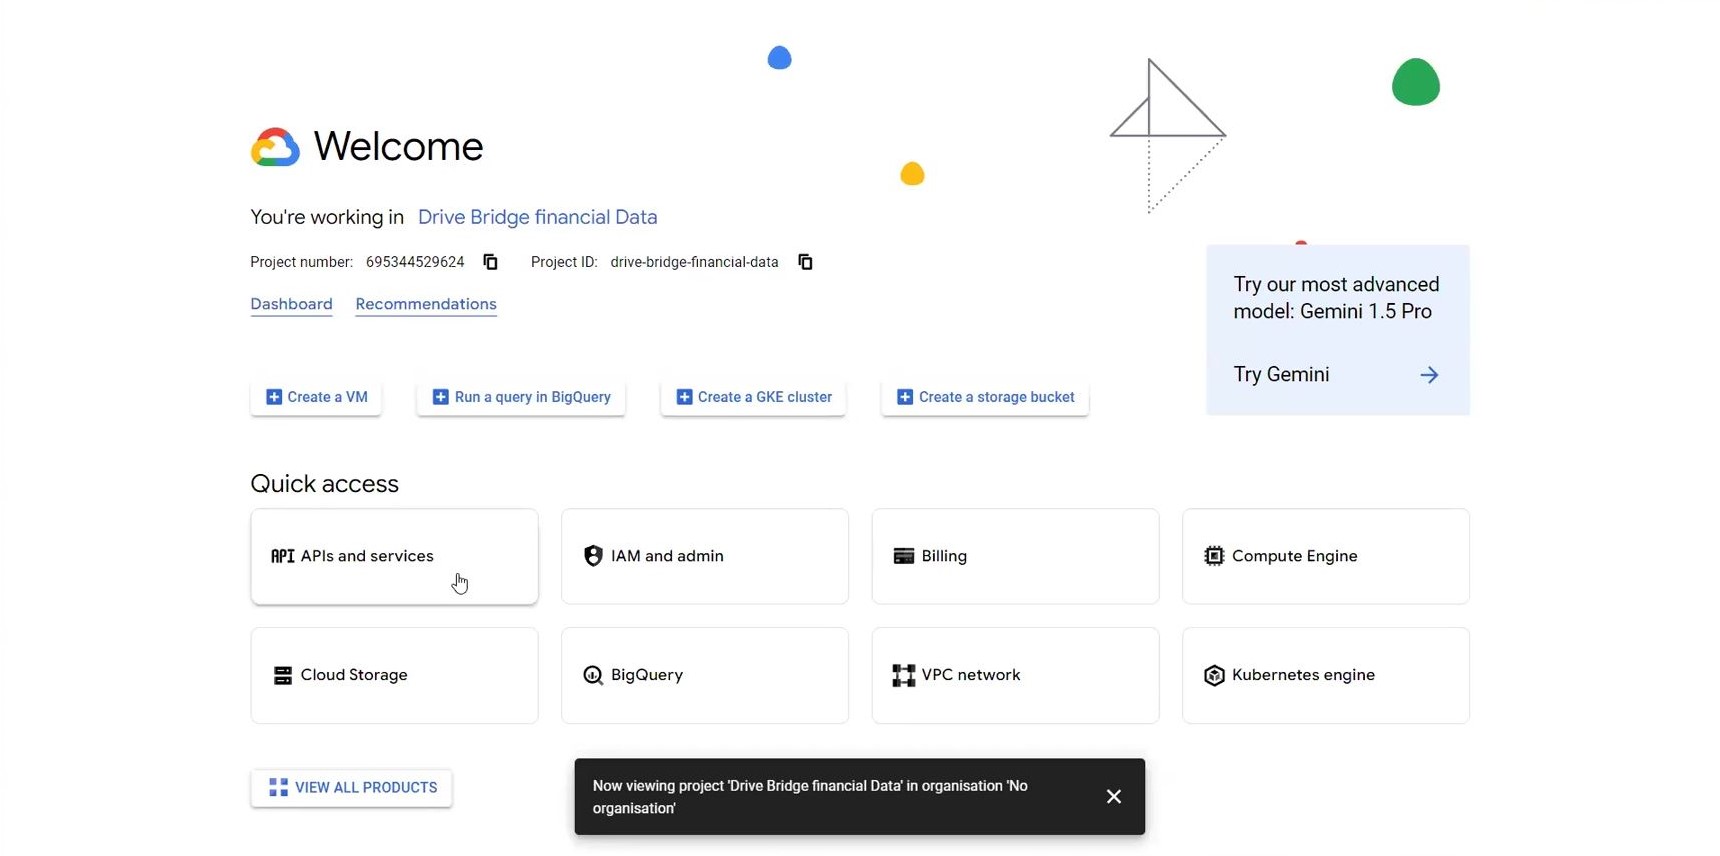 Welcome
You're working in Drive Bridge financial Data
Project number: 695344529624 Project ID: drive-bridge-financial-data
Dashboard Recommendations
Try our most advanced
model: Gemini 1.5 Pro
Try Gemini
Create a VM Run a query in BigQuery Create a GKE cluster Create a storage bucket
Quick access
API APIs and services IAM and admin Billing Compute Engine
Cloud Storage BigQuery VPC network Kubernetes engine
VIEW ALL PRODUCTS
Now viewing project 'Drive Bridge financial Data' in organisation 'No
organisation'